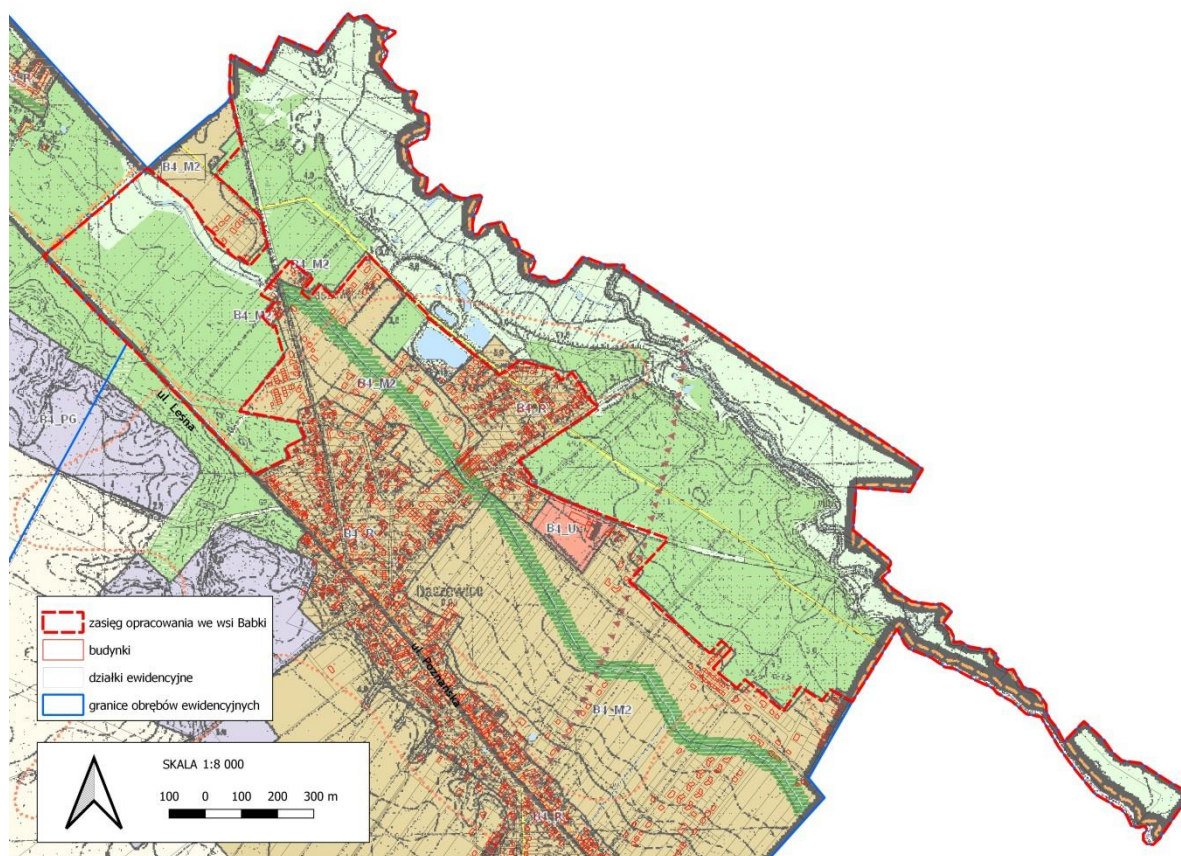 B4_M2
B4_M2
B4_M2
B4_M2
B4_R
B4_PG
ul. Leśna
B4_U
B4_R
Daszewice
ul. Poznańska
B4_M2
B4_R
zasięg opracowania we wsi Babki
budynki
działki ewidencyjne
granice obrębów ewidencyjnych
SKALA 1:8 000
100 0 100 200 300 m